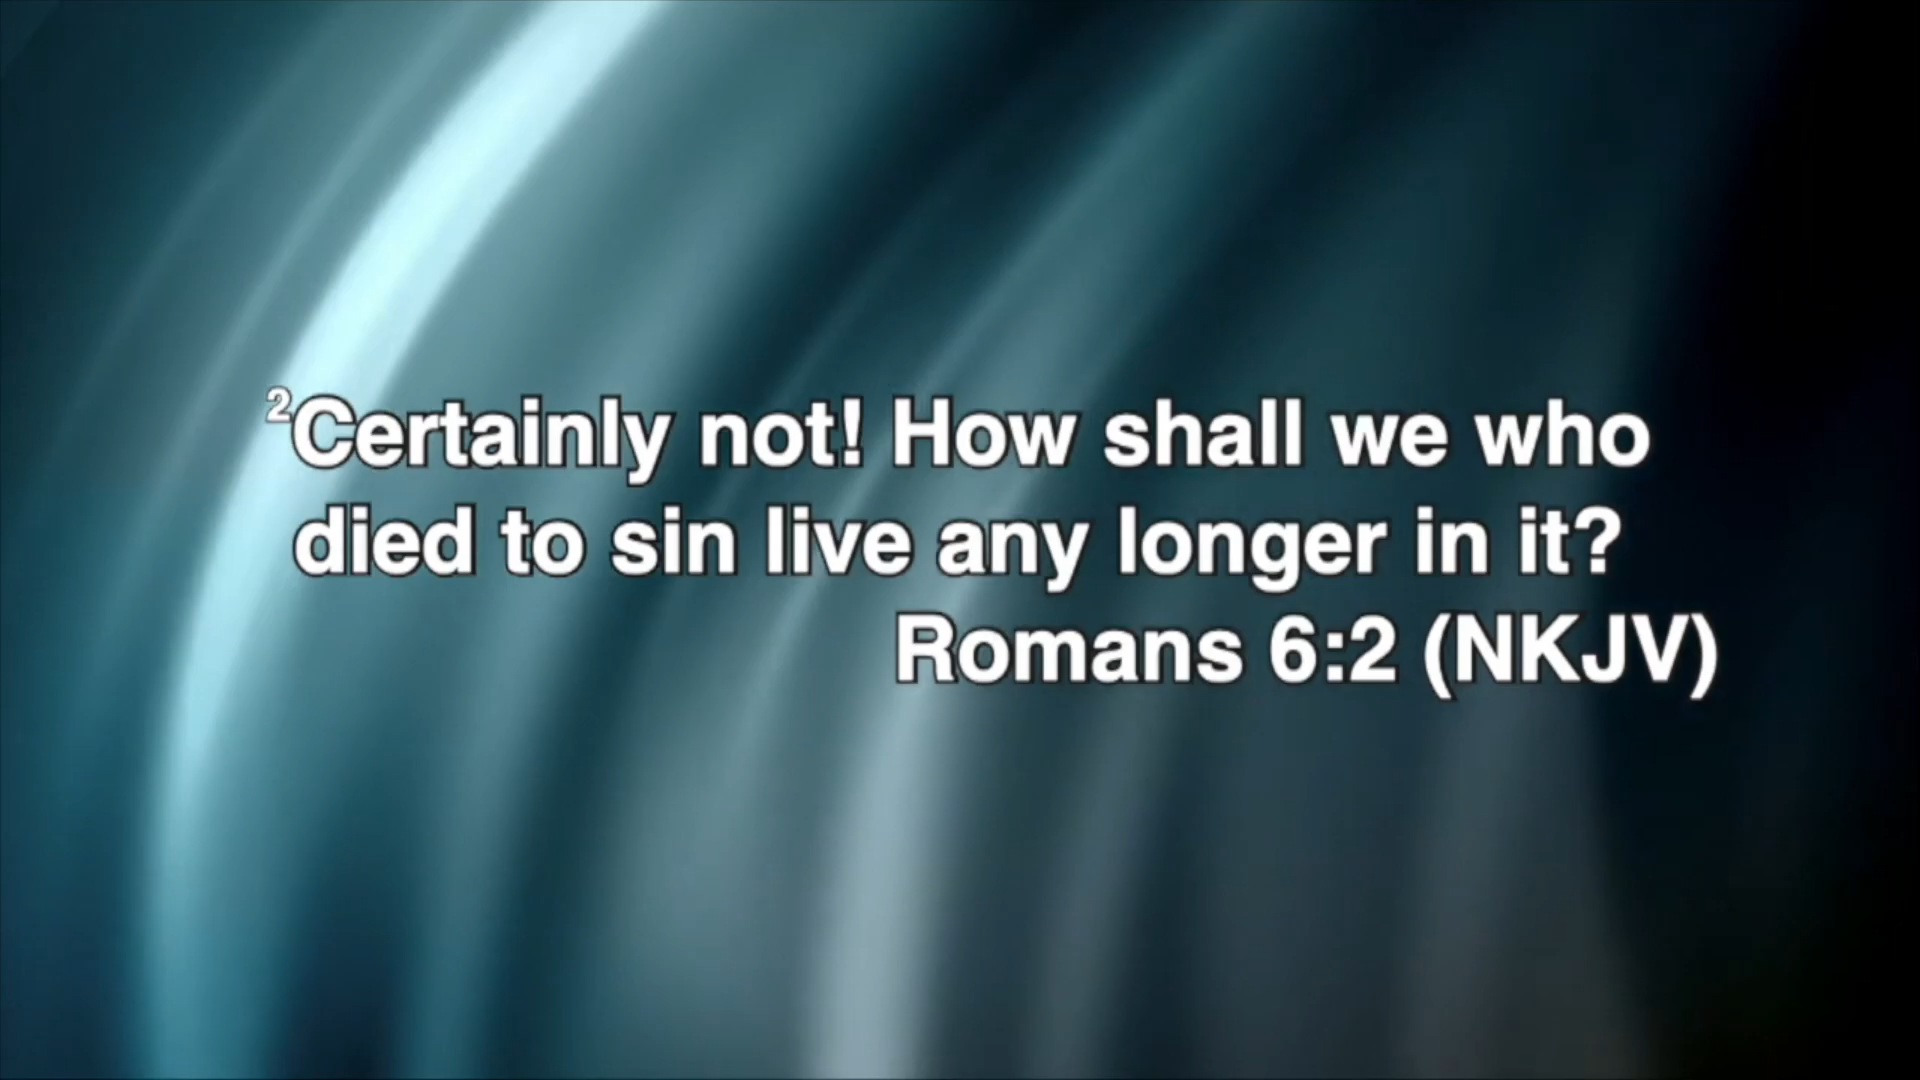 ²Certainly not! How shall we who
died to sin live any longer in it?
Romans 6:2 (NKJV)